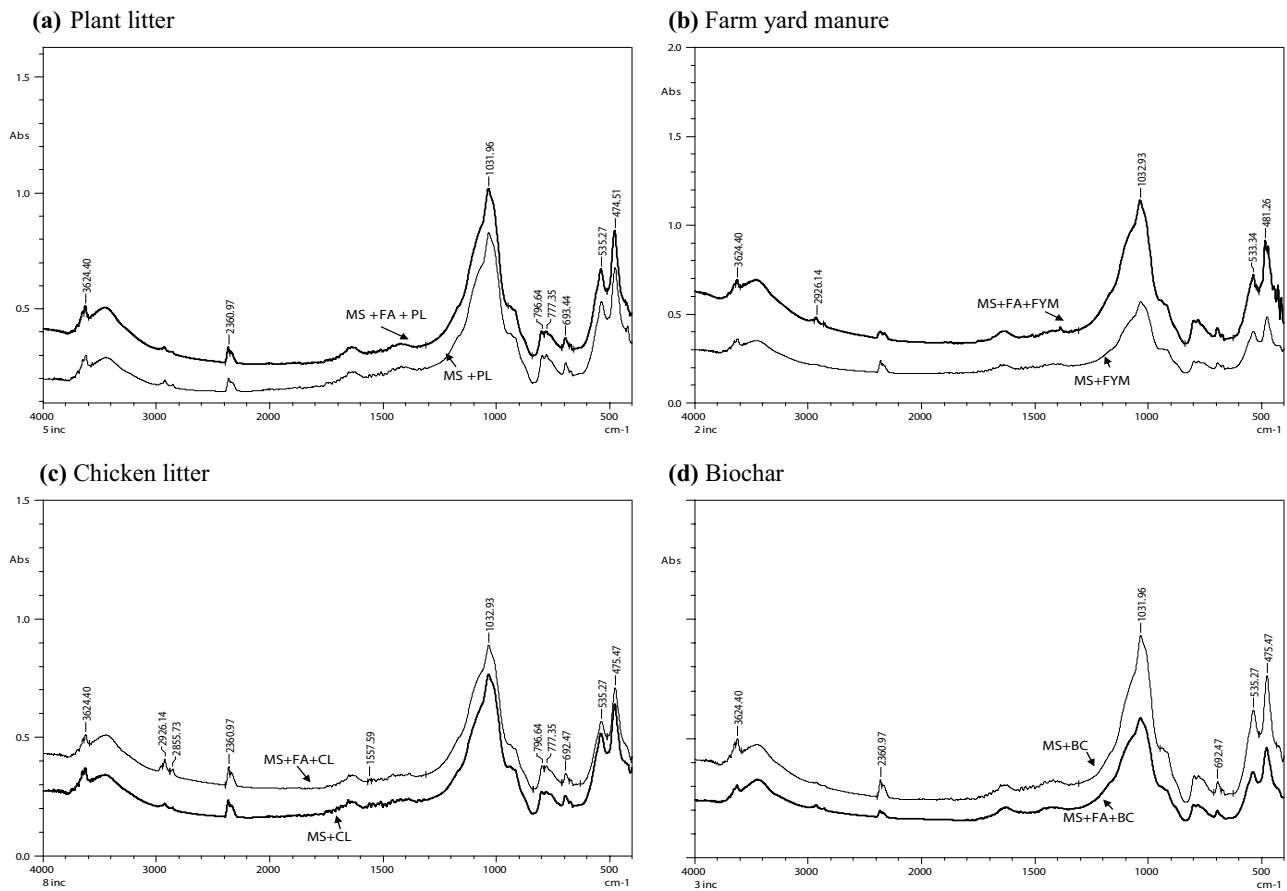 (a) Plant litter
1.5
Abs
1.0
0.5
3624.40
2360.97
MS +FA + PL
MS +PL
1031.96
796.64
777.35
693.44
535.27
474.51
4000
3000
2000
1500
1000
500
5 inc
cm-1
(b) Farm yard manure
2.0
Abs
1.5
1.0
0.5
0.0
3624.40
2926.14
MS+FA+FYM
MS+FYM
1032.93
533.34
481.26
4000
3000
2000
1500
1000
500
2 inc
cm-1
(c) Chicken litter
1.5
Abs
1.0
0.5
0.0
3624.40
2926.14
2855.73
2360.97
MS+FA+CL
MS+CL
1557.59
1032.93
796.64
777.35
692.47
535.27
475.47
4000
3000
2000
1500
1000
500
8 inc
cm-1
(d) Biochar
Abs
3624.40
2360.97
MS+BC
MS+FA+BC
1031.96
692.47
535.27
475.47
4000
3000
2000
1500
1000
500
3 inc
cm-1